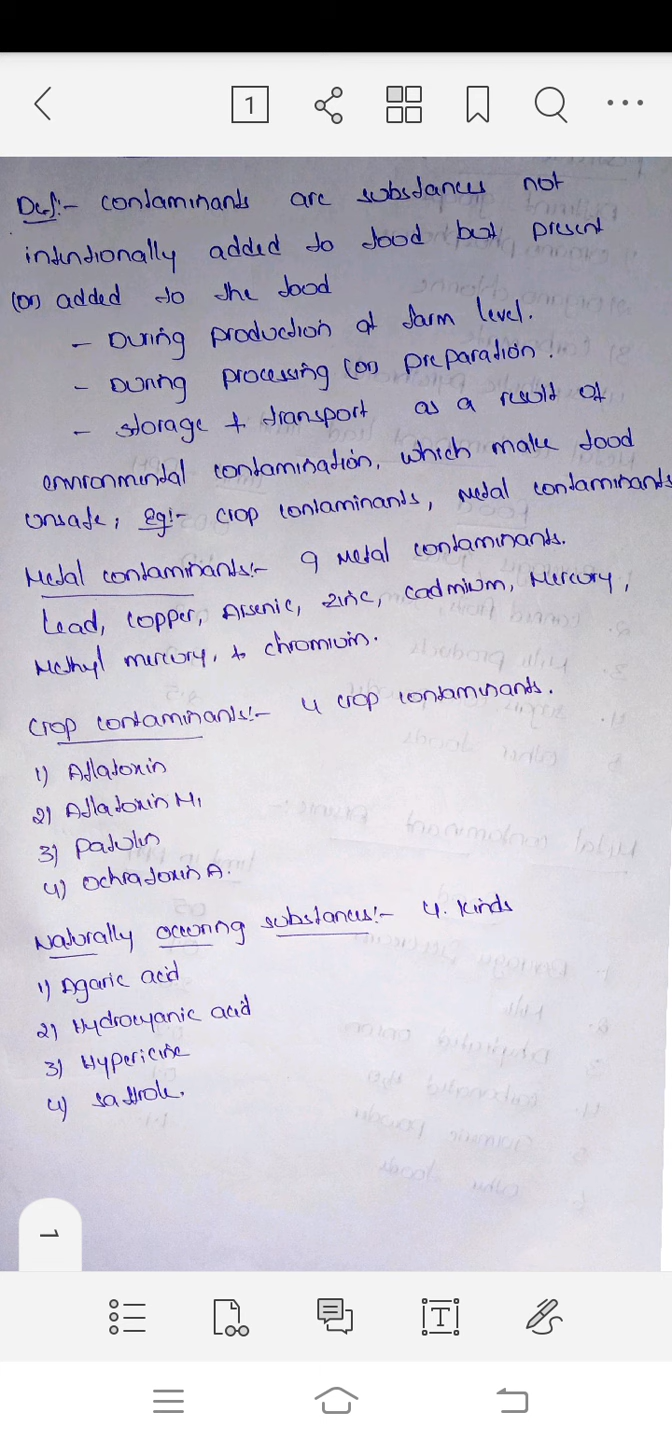 1
Def:- contaminants are substances not
intentionally added to food but present
(or) added to the food
- During production at farm level.
- During processing (or) preparation.
- storage & transport as a result of
environmental contamination, which make food
unsafe, eg:- crop contaminants, Metal contaminants
Metal contaminants:- 9 Metal contaminants.
Lead, copper, Arsenic, zinc, cadmium, Mercury,
Methyl mercury, & chromium.
Crop contaminants:- 4 crop contaminants.
1) Aflatoxin
2) Aflatoxin M1
3) Patulin
4) Ochratoxin A.
Naturally occuring substances:- 4. Kinds
1) Agaric acid
2) Hydrocyanic acid
3) Hypericine
4) saffrole.
1
T